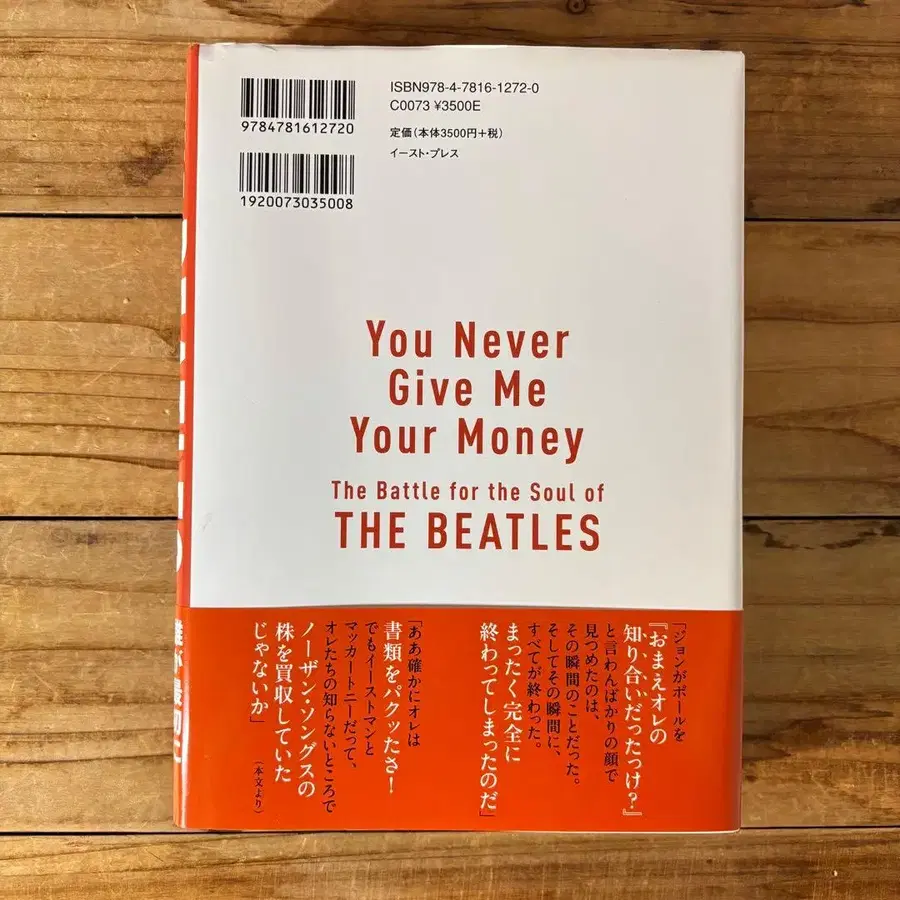 ISBN978-4-7816-1272-0
C0073 ¥3500E
9784781612720
定価(本体3500円+税)
イースト・プレス
1920073035008
You Never
Give Me
Your Money
The Battle for the Soul of
THE BEATLES
「ジョンがポールを
『おまえオレの
知り合いだったっけ?』
と言わんばかりの顔で
見つめたのは、
その瞬間のことだった。
そしてその瞬間に、
すべてが終わった。
まったく完全に
終わってしまったのだ」
「ああ確かにオレは
書類をパクッたさ!
でもイーストマンと
マッカートニーだって、
オレたちの知らないところで
ノーザン・ソングスの
株を買収していた
じゃないか」
(本文より)